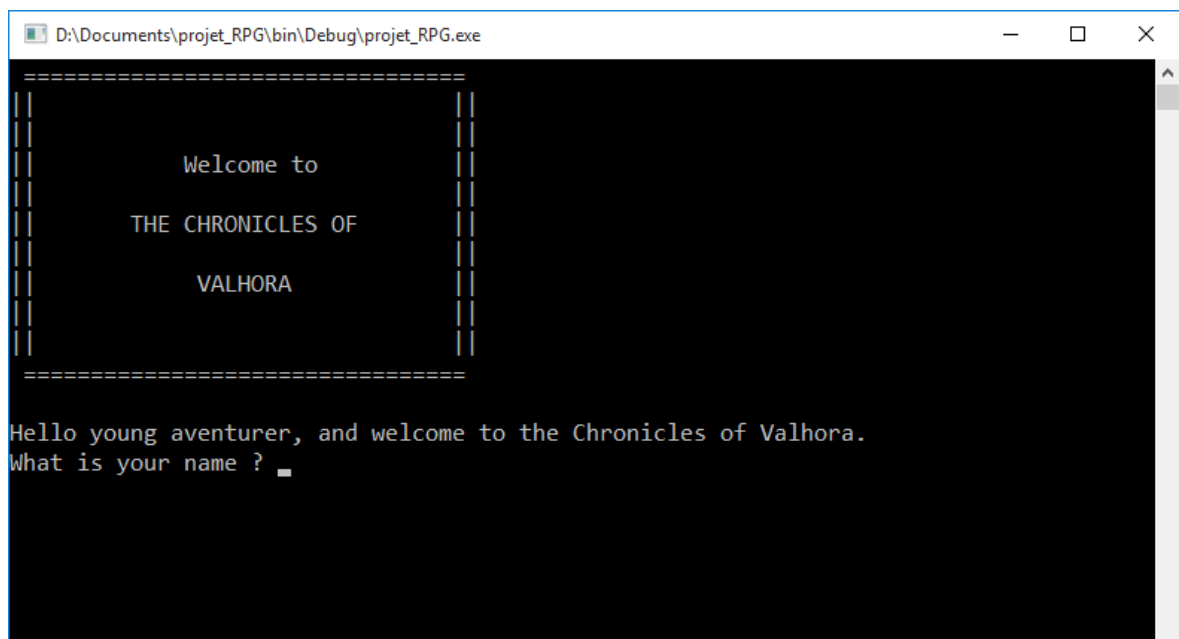 D:\Documents\projet_RPG\bin\Debug\projet_RPG.exe
=================================
||                               ||
||                               ||
||           Welcome to          ||
||                               ||
||       THE CHRONICLES OF       ||
||                               ||
||            VALHORA            ||
||                               ||
||                               ||
=================================
Hello young aventurer, and welcome to the Chronicles of Valhora.
What is your name ? _